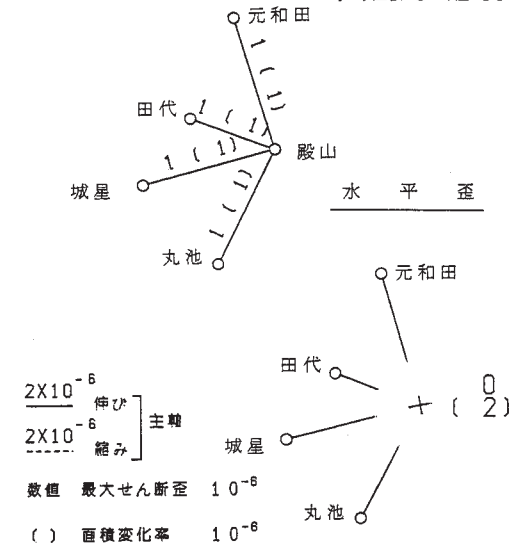 元和田
1 (1)
田代
1 (1)
殿山
1 (1)
城星
1 (1)
丸池
水平歪
元和田
田代
0
( 2)
城星
丸池
2X10⁻⁶ 伸び
2X10⁻⁶ 縮み
主軸
数値 最大せん断歪 10⁻⁶
( ) 面積変化率 10⁻⁶